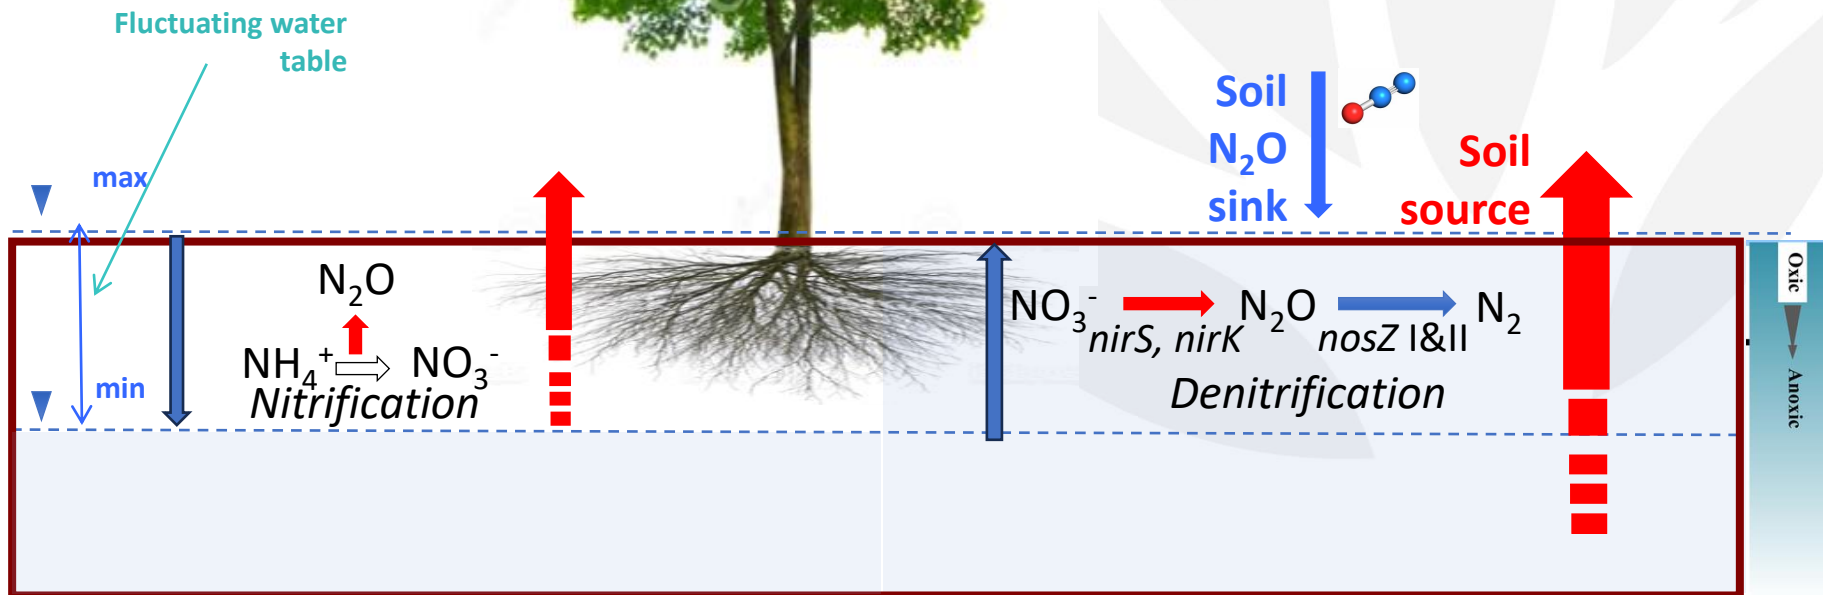 Fluctuating water
table
max
min
N₂O
NH₄⁺ NO₃⁻
Nitrification
Soil
N₂O
sink
Soil
source
NO₃⁻ N₂O N₂
nirS, nirK nosZ I&II
Denitrification
Oxic
Anoxic